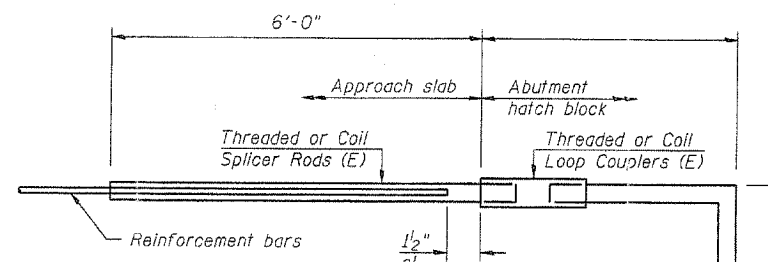 6'-0"
Approach slab
Abutment
hatch block
Threaded or Coil
Splicer Rods (E)
Threaded or Coil
Loop Couplers (E)
Reinforcement bars
1½"